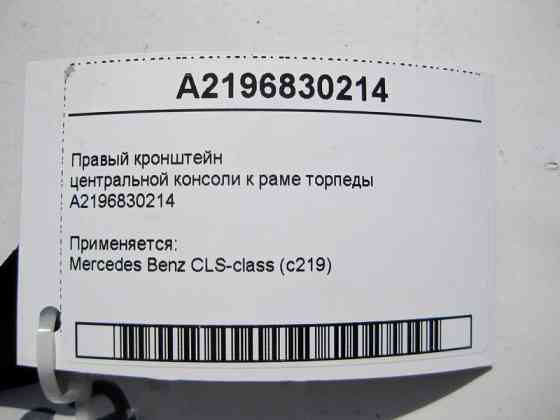 A2196830214
Правый кронштейн
центральной консоли к раме торпеды
A2196830214
Применяется:
Mercedes Benz CLS-class (c219)